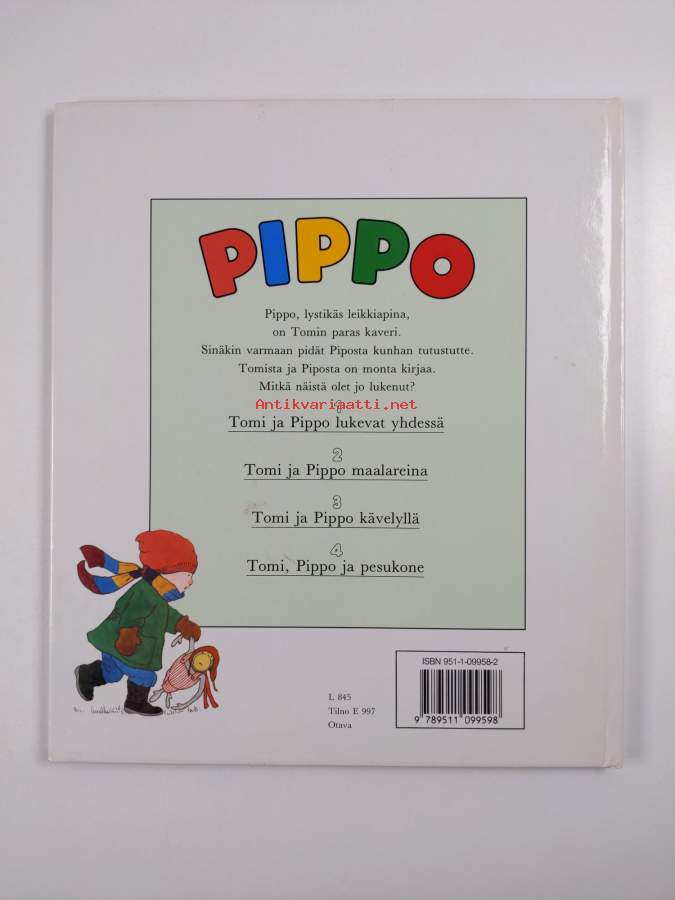 PIPPO
Pippo, lystikäs leikkiapina,
on Tomin paras kaveri.
Sinäkin varmaan pidät Piposta kunhan tutustutte.
Tomista ja Piposta on monta kirjaa.
Mitkä näistä olet jo lukenut?
Antikvariaatti.net
1
Tomi ja Pippo lukevat yhdessä
2
Tomi ja Pippo maalareina
3
Tomi ja Pippo kävelyllä
4
Tomi, Pippo ja pesukone
L. 845
Tilno E 997
Otava
ISBN 951-1-09958-2
9 789511 099598